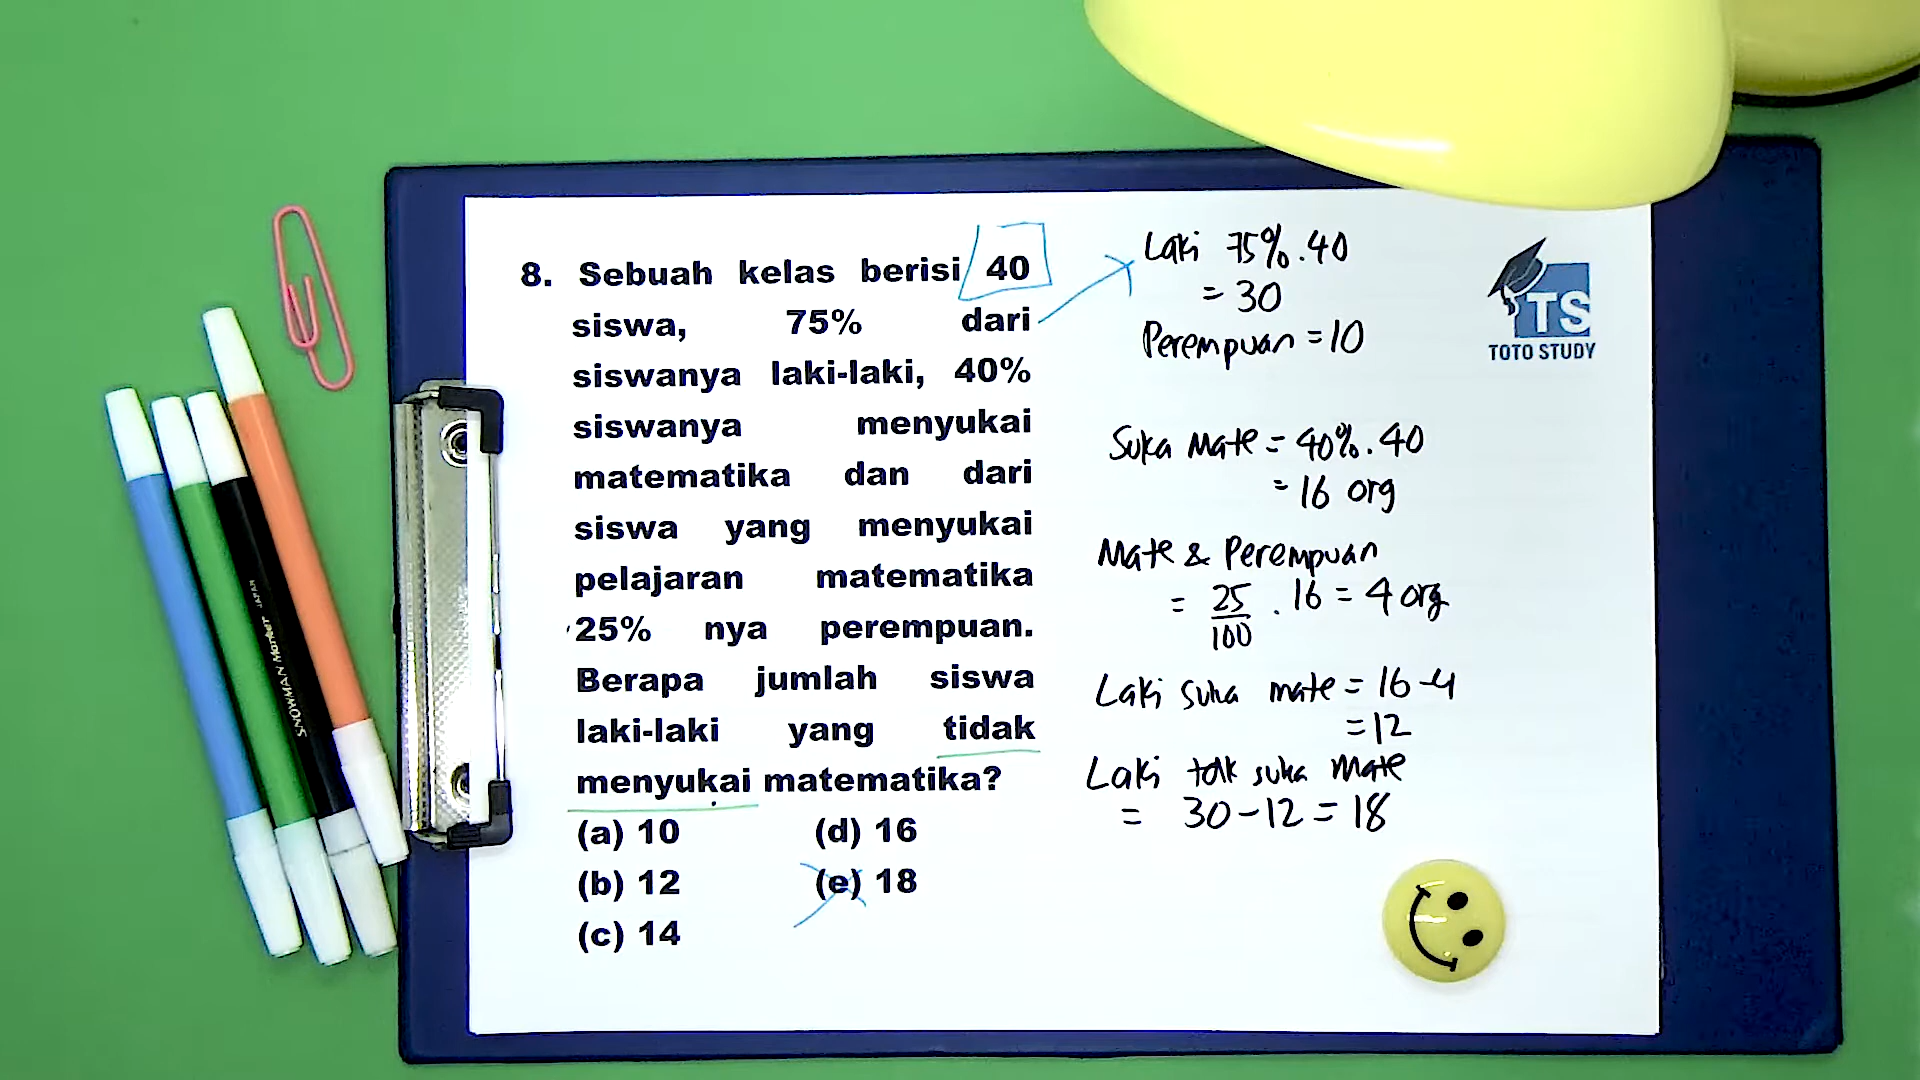 8. Sebuah kelas berisi 40
siswa, 75% dari
siswanya laki-laki, 40%
siswanya menyukai
matematika dan dari
siswa yang menyukai
pelajaran matematika
25% nya perempuan.
Berapa jumlah siswa
laki-laki yang tidak
menyukai matematika?
(a) 10 (d) 16
(b) 12 (e) 18
(c) 14
Laki 75% . 40
= 30
Perempuan = 10
Suka Mate = 40% . 40
= 16 org
Mate & Perempuan
= 25/100 . 16 = 4 org
Laki suka mate = 16-4
= 12
Laki tdk suka Mate
= 30-12 = 18
TS
TOTO STUDY
SNOWMAN Marker JAPAN